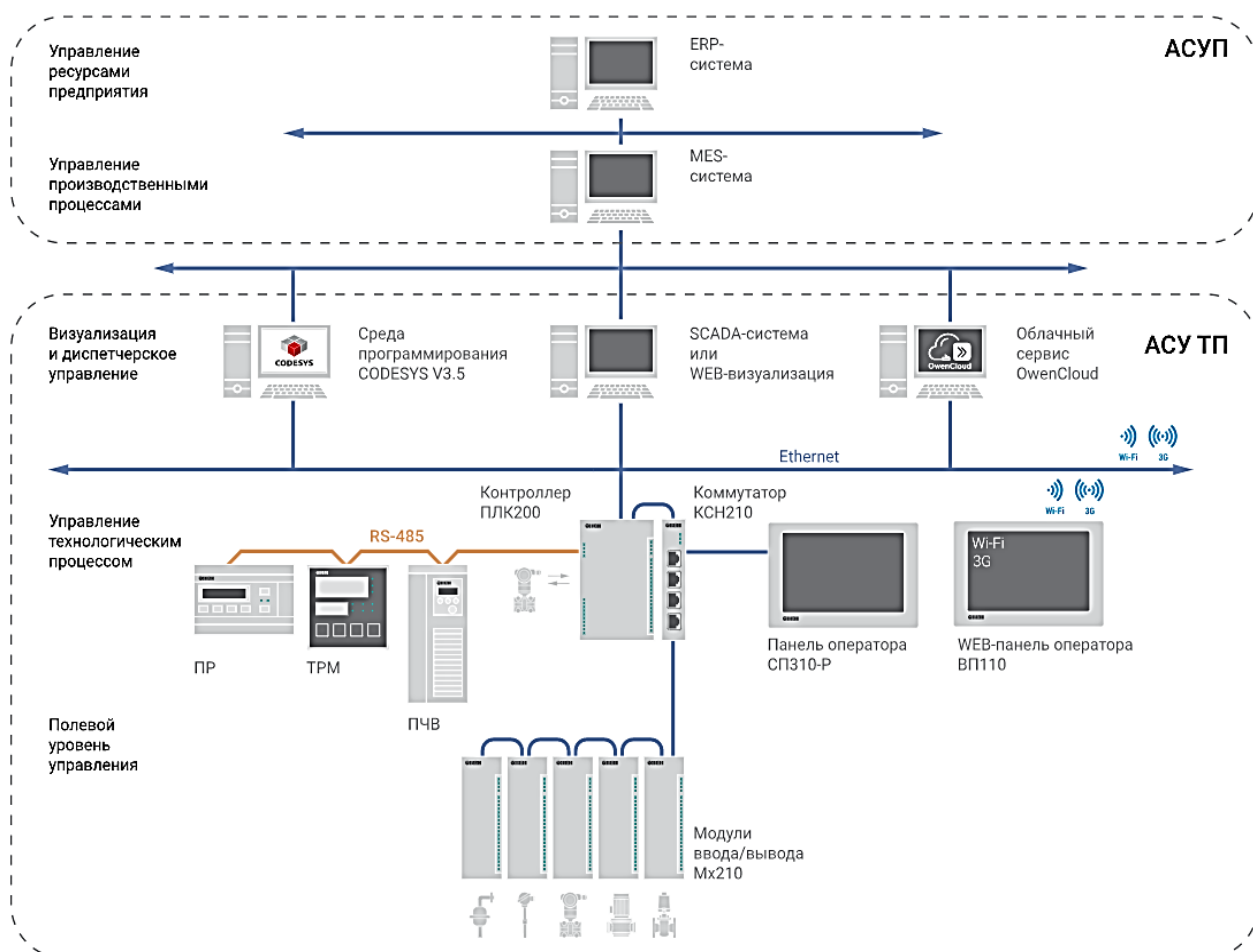 Управление
ресурсами
предприятия
ERP-
система
АСУП
Управление
производственными
процессами
MES-
система
Визуализация
и диспетчерское
управление
CODESYS
Среда
программирования
CODESYS V3.5
SCADA-система
или
WEB-визуализация
OwenCloud
Облачный
сервис
OwenCloud
АСУ ТП
Ethernet
Wi-Fi
3G
Управление
технологическим
процессом
RS-485
Контроллер
ПЛК200
Коммутатор
КСН210
Wi-Fi
3G
Wi-Fi
3G
ПР
ТРМ
ПЧВ
Панель оператора
СП310-Р
WEB-панель оператора
ВП110
Полевой
уровень
управления
Модули
ввода/вывода
Мх210